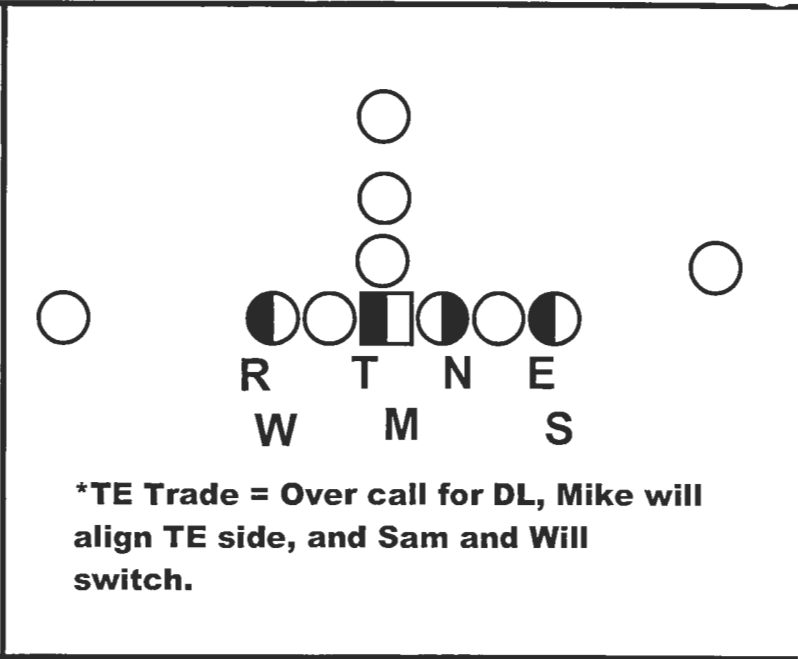 R T N E
W M S
*TE Trade = Over call for DL, Mike will
align TE side, and Sam and Will
switch.